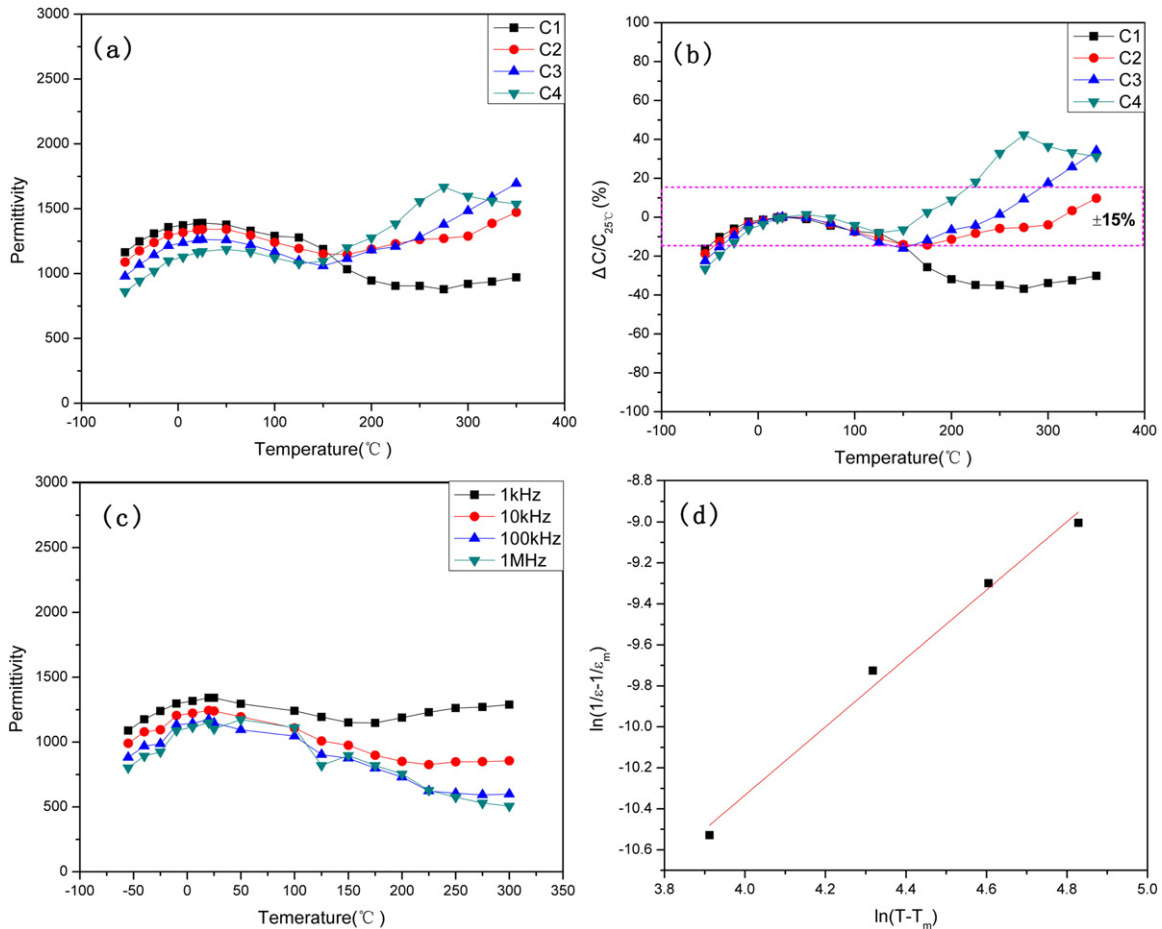 (a)
C1
C2
C3
C4
3000
2500
2000
1500
1000
500
0
Permittivity
-100 0 100 200 300 400
Temperature(℃)
(b)
C1
C2
C3
C4
100
80
60
40
20
0
-20
-40
-60
-80
-100
Δ C/C25℃ (%)
±15%
-100 0 100 200 300 400
Temperature(℃)
(c)
1kHz
10kHz
100kHz
1MHz
3000
2500
2000
1500
1000
500
0
Permittivity
-100 -50 0 50 100 150 200 250 300 350
Temerature(℃)
(d)
-8.8
-9.0
-9.2
-9.4
-9.6
-9.8
-10.0
-10.2
-10.4
-10.6
ln(1/ε-1/εm)
3.8 4.0 4.2 4.4 4.6 4.8 5.0
ln(T-Tm)